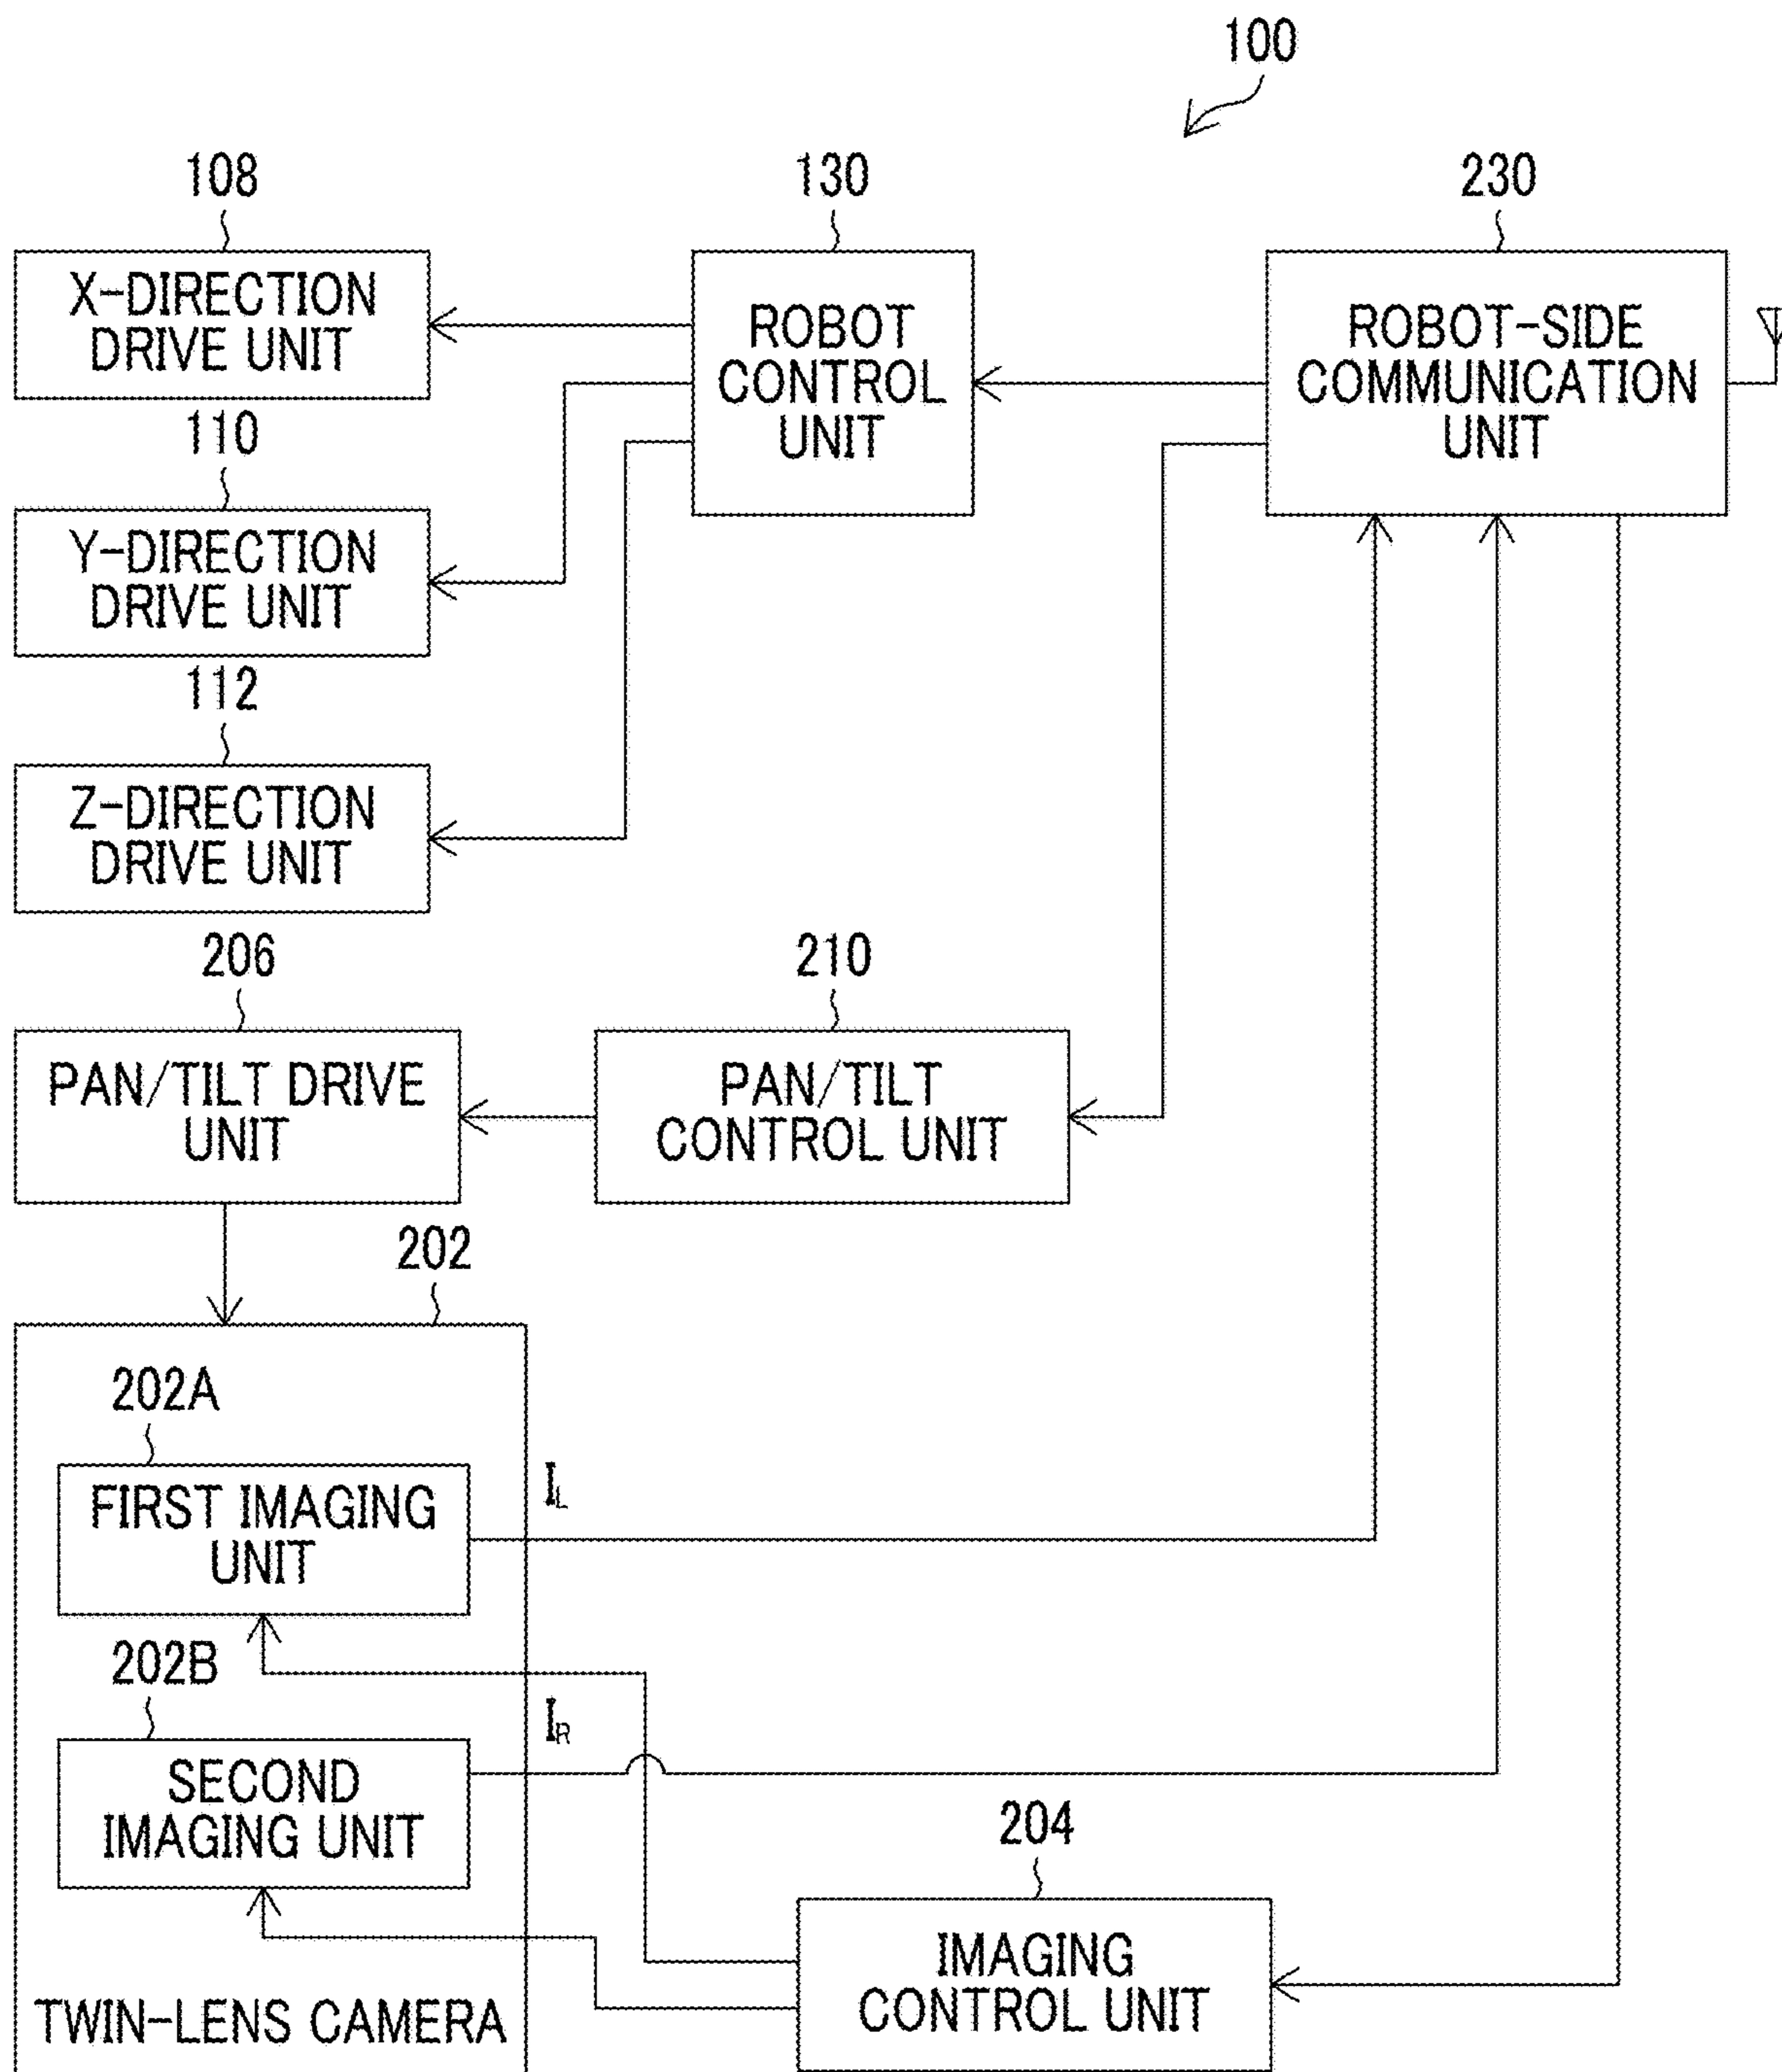 100
108
130
230
X-DIRECTION
DRIVE UNIT
ROBOT
CONTROL
UNIT
ROBOT-SIDE
COMMUNICATION
UNIT
110
Y-DIRECTION
DRIVE UNIT
112
Z-DIRECTION
DRIVE UNIT
206
210
PAN/TILT DRIVE
UNIT
PAN/TILT
CONTROL UNIT
202
202A
FIRST IMAGING
UNIT
IL
202B
IR
SECOND
IMAGING UNIT
204
IMAGING
CONTROL UNIT
TWIN-LENS CAMERA